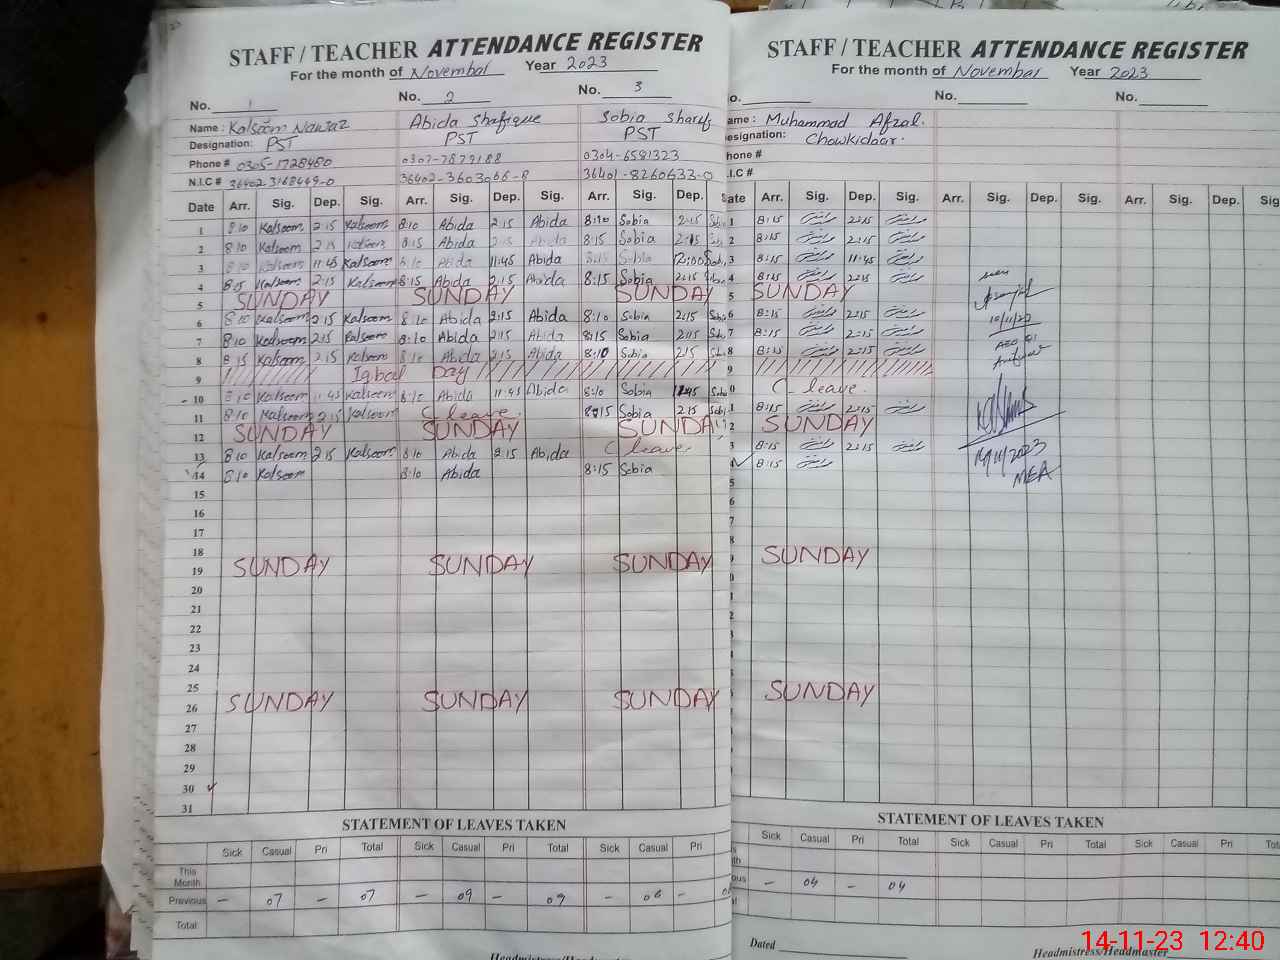 STAFF / TEACHER ATTENDANCE REGISTER
For the month of Novembar Year 2023
No. 1 No. 2 No. 3
Name : Kalsoom Nawaz Abida Shafique Sobia Sharif
Designation: PST PST PST
Phone # 0305-1728480 0307-7879188 0304-6581323
N.I.C # 36402-3168449-0 36401-8260633-0
Date Arr. Sig. Dep. Sig. Arr. Sig. Dep. Sig. Arr. Sig. Dep.
1 8:10 Kalsoom 2:15 Kalsoom 8:10 Abida 2:15 Abida 8:10 Sobia 2:15
2 8:10 Kalsoom 2:15 Kalsoom 8:15 Abida 2:15 Abida 8:15 Sobia 2:15
3 8:10 Kalsoom 11:45 Kalsoom 8:10 Abida 11:45 Abida 8:15 Sobia 12:00
4 8:15 Kalsoom 2:15 Kalsoom 8:15 Abida 2:15 Abida 8:15 Sobia 2:15
5 SUNDAY SUNDAY SUNDAY
6 8:10 Kalsoom 2:15 Kalsoom 8:10 Abida 2:15 Abida 8:10 Sobia 2:15
7 8:10 Kalsoom 2:15 Kalsoom 8:10 Abida 2:15 Abida 8:15 Sobia 2:15
8 8:15 Kalsoom 2:15 Kalsoom 8:10 Abida 2:15 Abida 8:10 Sobia 2:15
9 Iqbal Day
10 8:10 Kalsoom 11:45 Kalsoom 8:10 Abida 11:45 Abida 8:10 Sobia 11:45
11 8:10 Kalsoom 2:15 Kalsoom C leave. 8:15 Sobia 2:15
12 SUNDAY SUNDAY SUNDA
13 8:10 Kalsoom 2:15 Kalsoom 8:10 Abida 2:15 Abida C leave.
14 8:10 Kalsoom 8:10 Abida 8:15 Sobia
15
16
17
18
19 SUNDAY SUNDAY SUNDAY
20
21
22
23
24
25
26 SUNDAY SUNDAY SUNDAY
27
28
29
30
31
STATEMENT OF LEAVES TAKEN
Sick Casual Pri Total Sick Casual Pri Total Sick Casual Pri
This Month
Previous - 07 - 07 - 09 - 09 - 06 -
Total
Headmistress/Headmaster
STAFF / TEACHER ATTENDANCE REGISTER
For the month of Novembar Year 2023
No. No.
Muhammad Afzal.
Designation: Chowkidaar.
Phone #
N.I.C #
Arr. Sig. Dep. Sig. Arr. Sig. Dep. Sig. Arr. Sig. Dep.
1 8:15 2:15
2 8:15 2:15
3 8:15 11:45
4 8:15 2:15
5 SUNDAY
6 8:15 2:15
7 8:15 2:15
8 8:15 2:15
9
C leave.
8:15 2:15
SUNDAY
8:15 2:15
8:15
SUNDAY
SUNDAY
10/11/23
AEO
14/11/2023
MEA
STATEMENT OF LEAVES TAKEN
Sick Casual Pri Total Sick Casual Pri Total Sick Casual Pri
- 04 - 04
Dated
Headmistress/Headmaster
14-11-23 12:40